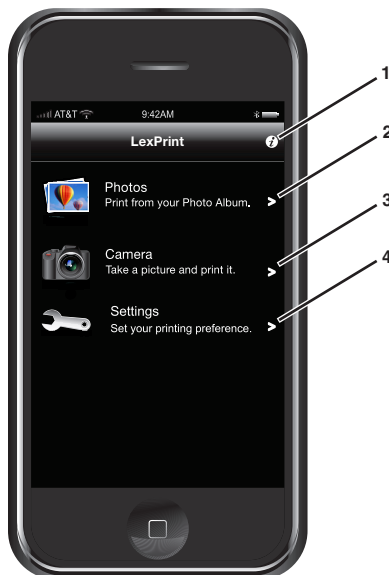 AT&T 9:42AM
LexPrint
1
Photos
Print from your Photo Album.
2
Camera
Take a picture and print it.
3
Settings
Set your printing preference.
4